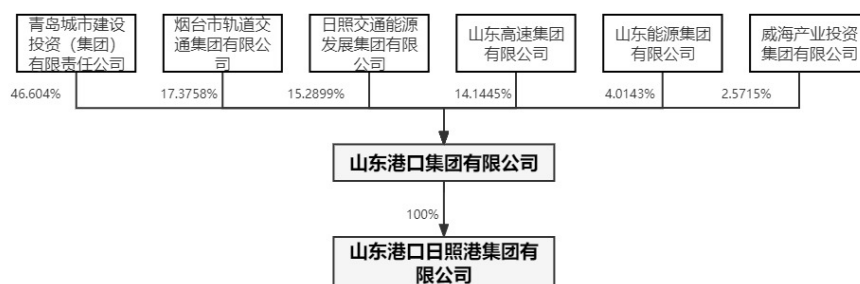 青岛城市建设
投资（集团）
有限责任公司
烟台市轨道交
通集团有限公
司
日照交通能源
发展集团有限
公司
山东高速集团
有限公司
山东能源集团
有限公司
威海产业投资
集团有限公司
46.604%
17.3758%
15.2899%
14.1445%
4.0143%
2.5715%
山东港口集团有限公司
100%
山东港口日照港集团有
限公司